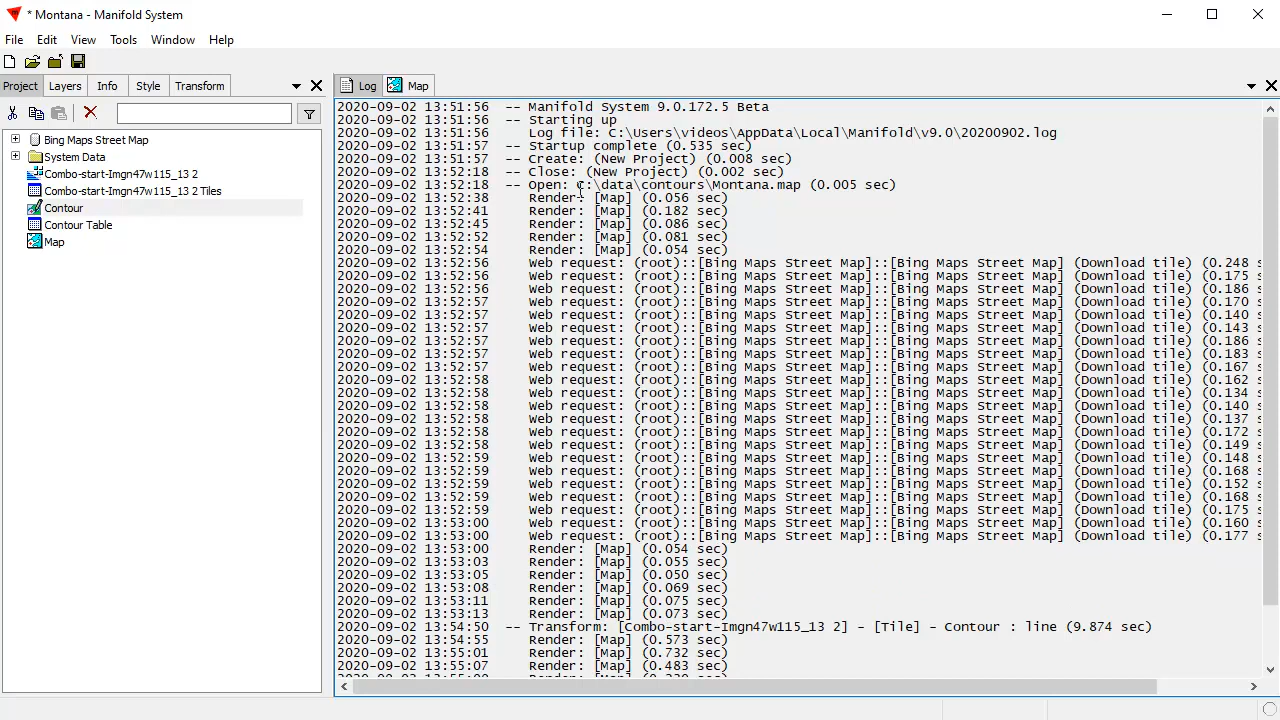 * Montana - Manifold System
File Edit View Tools Window Help
Project Layers Info Style Transform
Log Map
Bing Maps Street Map
System Data
Combo-start-Imgn47w115_13 2
Combo-start-Imgn47w115_13 2 Tiles
Contour
Contour Table
Map
2020-09-02 13:51:56 -- Manifold System 9.0.172.5 Beta
2020-09-02 13:51:56 -- Starting up
2020-09-02 13:51:56 Log file: C:\Users\videos\AppData\Local\Manifold\v9.0\20200902.log
2020-09-02 13:51:57 -- Startup complete (0.535 sec)
2020-09-02 13:51:57 -- Create: (New Project) (0.008 sec)
2020-09-02 13:52:18 -- Close: (New Project) (0.002 sec)
2020-09-02 13:52:18 -- Open: C:\data\contours\Montana.map (0.005 sec)
2020-09-02 13:52:38 Render: [Map] (0.056 sec)
2020-09-02 13:52:41 Render: [Map] (0.182 sec)
2020-09-02 13:52:45 Render: [Map] (0.086 sec)
2020-09-02 13:52:52 Render: [Map] (0.081 sec)
2020-09-02 13:52:54 Render: [Map] (0.054 sec)
2020-09-02 13:52:56 Web request: (root)::[Bing Maps Street Map]::[Bing Maps Street Map] (Download tile) (0.248 s
2020-09-02 13:52:56 Web request: (root)::[Bing Maps Street Map]::[Bing Maps Street Map] (Download tile) (0.175 s
2020-09-02 13:52:56 Web request: (root)::[Bing Maps Street Map]::[Bing Maps Street Map] (Download tile) (0.186 s
2020-09-02 13:52:57 Web request: (root)::[Bing Maps Street Map]::[Bing Maps Street Map] (Download tile) (0.170 s
2020-09-02 13:52:57 Web request: (root)::[Bing Maps Street Map]::[Bing Maps Street Map] (Download tile) (0.140 s
2020-09-02 13:52:57 Web request: (root)::[Bing Maps Street Map]::[Bing Maps Street Map] (Download tile) (0.143 s
2020-09-02 13:52:57 Web request: (root)::[Bing Maps Street Map]::[Bing Maps Street Map] (Download tile) (0.186 s
2020-09-02 13:52:57 Web request: (root)::[Bing Maps Street Map]::[Bing Maps Street Map] (Download tile) (0.183 s
2020-09-02 13:52:57 Web request: (root)::[Bing Maps Street Map]::[Bing Maps Street Map] (Download tile) (0.167 s
2020-09-02 13:52:58 Web request: (root)::[Bing Maps Street Map]::[Bing Maps Street Map] (Download tile) (0.162 s
2020-09-02 13:52:58 Web request: (root)::[Bing Maps Street Map]::[Bing Maps Street Map] (Download tile) (0.134 s
2020-09-02 13:52:58 Web request: (root)::[Bing Maps Street Map]::[Bing Maps Street Map] (Download tile) (0.140 s
2020-09-02 13:52:58 Web request: (root)::[Bing Maps Street Map]::[Bing Maps Street Map] (Download tile) (0.137 s
2020-09-02 13:52:58 Web request: (root)::[Bing Maps Street Map]::[Bing Maps Street Map] (Download tile) (0.172 s
2020-09-02 13:52:58 Web request: (root)::[Bing Maps Street Map]::[Bing Maps Street Map] (Download tile) (0.149 s
2020-09-02 13:52:59 Web request: (root)::[Bing Maps Street Map]::[Bing Maps Street Map] (Download tile) (0.148 s
2020-09-02 13:52:59 Web request: (root)::[Bing Maps Street Map]::[Bing Maps Street Map] (Download tile) (0.168 s
2020-09-02 13:52:59 Web request: (root)::[Bing Maps Street Map]::[Bing Maps Street Map] (Download tile) (0.152 s
2020-09-02 13:52:59 Web request: (root)::[Bing Maps Street Map]::[Bing Maps Street Map] (Download tile) (0.168 s
2020-09-02 13:52:59 Web request: (root)::[Bing Maps Street Map]::[Bing Maps Street Map] (Download tile) (0.175 s
2020-09-02 13:53:00 Web request: (root)::[Bing Maps Street Map]::[Bing Maps Street Map] (Download tile) (0.160 s
2020-09-02 13:53:00 Web request: (root)::[Bing Maps Street Map]::[Bing Maps Street Map] (Download tile) (0.177 s
2020-09-02 13:53:00 Render: [Map] (0.054 sec)
2020-09-02 13:53:03 Render: [Map] (0.055 sec)
2020-09-02 13:53:05 Render: [Map] (0.050 sec)
2020-09-02 13:53:08 Render: [Map] (0.069 sec)
2020-09-02 13:53:11 Render: [Map] (0.075 sec)
2020-09-02 13:53:13 Render: [Map] (0.073 sec)
2020-09-02 13:54:50 -- Transform: [Combo-start-Imgn47w115_13 2] - [Tile] - Contour : line (9.874 sec)
2020-09-02 13:54:55 Render: [Map] (0.573 sec)
2020-09-02 13:55:01 Render: [Map] (0.732 sec)
2020-09-02 13:55:07 Render: [Map] (0.483 sec)